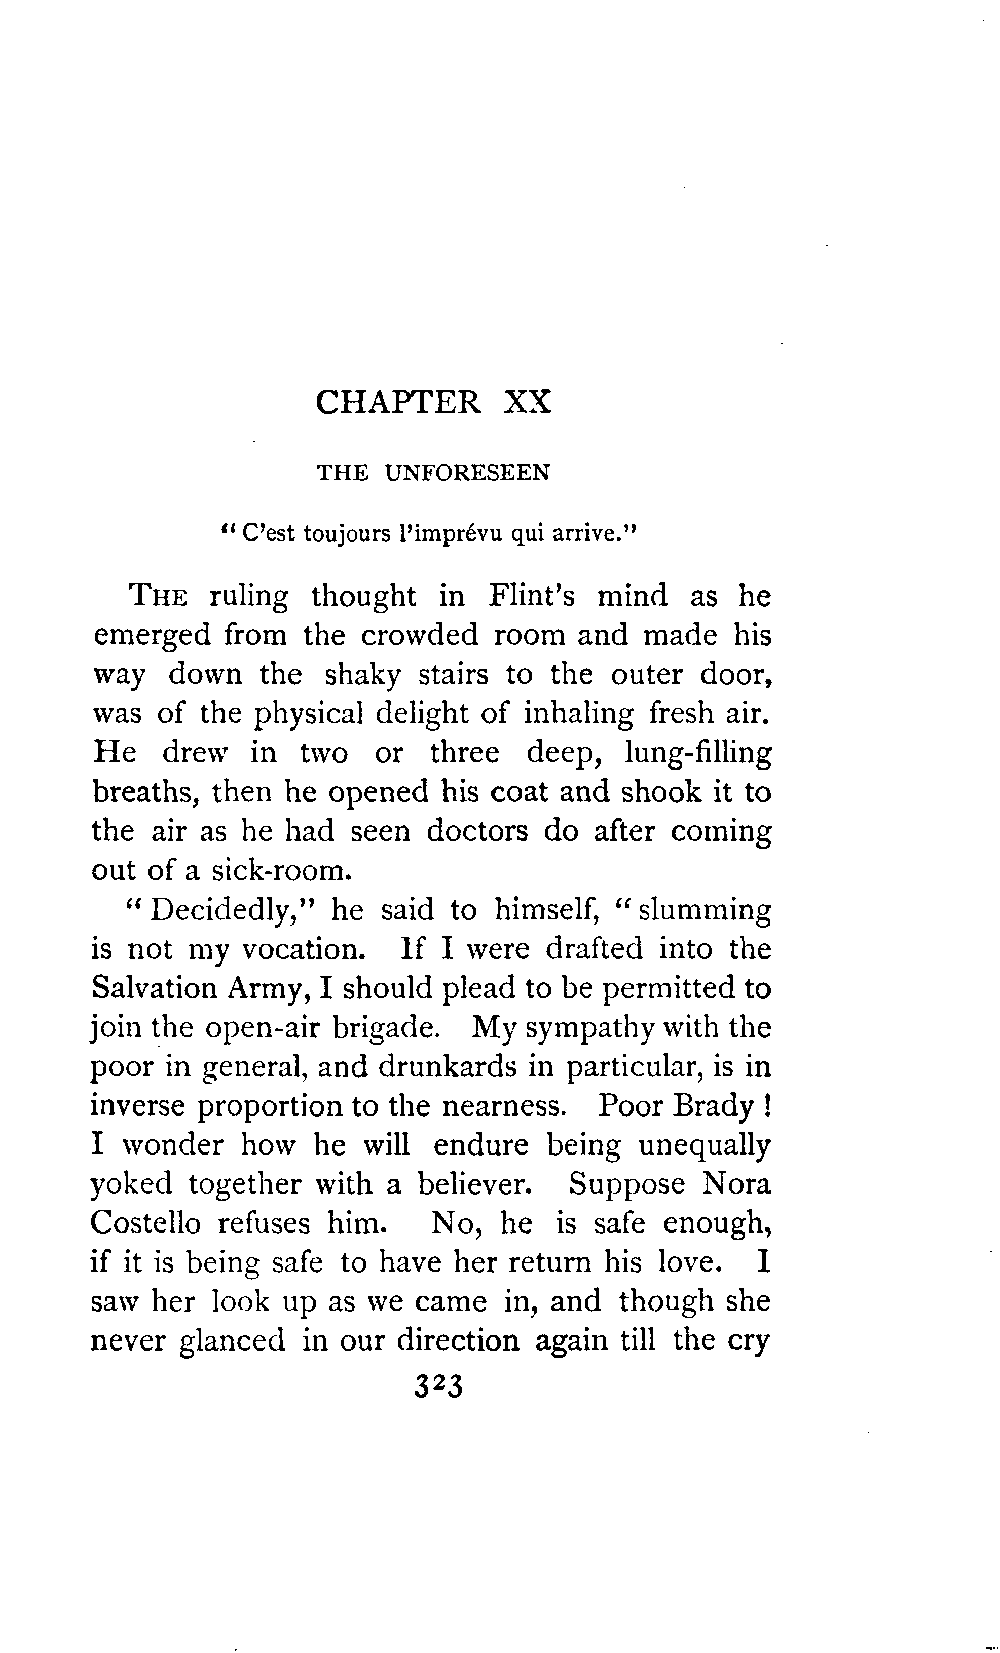 CHAPTER XX
THE UNFORESEEN
"C'est toujours l'imprévu qui arrive."
THE ruling thought in Flint's mind as he
emerged from the crowded room and made his
way down the shaky stairs to the outer door,
was of the physical delight of inhaling fresh air.
He drew in two or three deep, lung-filling
breaths, then he opened his coat and shook it to
the air as he had seen doctors do after coming
out of a sick-room.
"Decidedly," he said to himself, "slumming
is not my vocation. If I were drafted into the
Salvation Army, I should plead to be permitted to
join the open-air brigade. My sympathy with the
poor in general, and drunkards in particular, is in
inverse proportion to the nearness. Poor Brady!
I wonder how he will endure being unequally
yoked together with a believer. Suppose Nora
Costello refuses him. No, he is safe enough,
if it is being safe to have her return his love. I
saw her look up as we came in, and though she
never glanced in our direction again till the cry
323